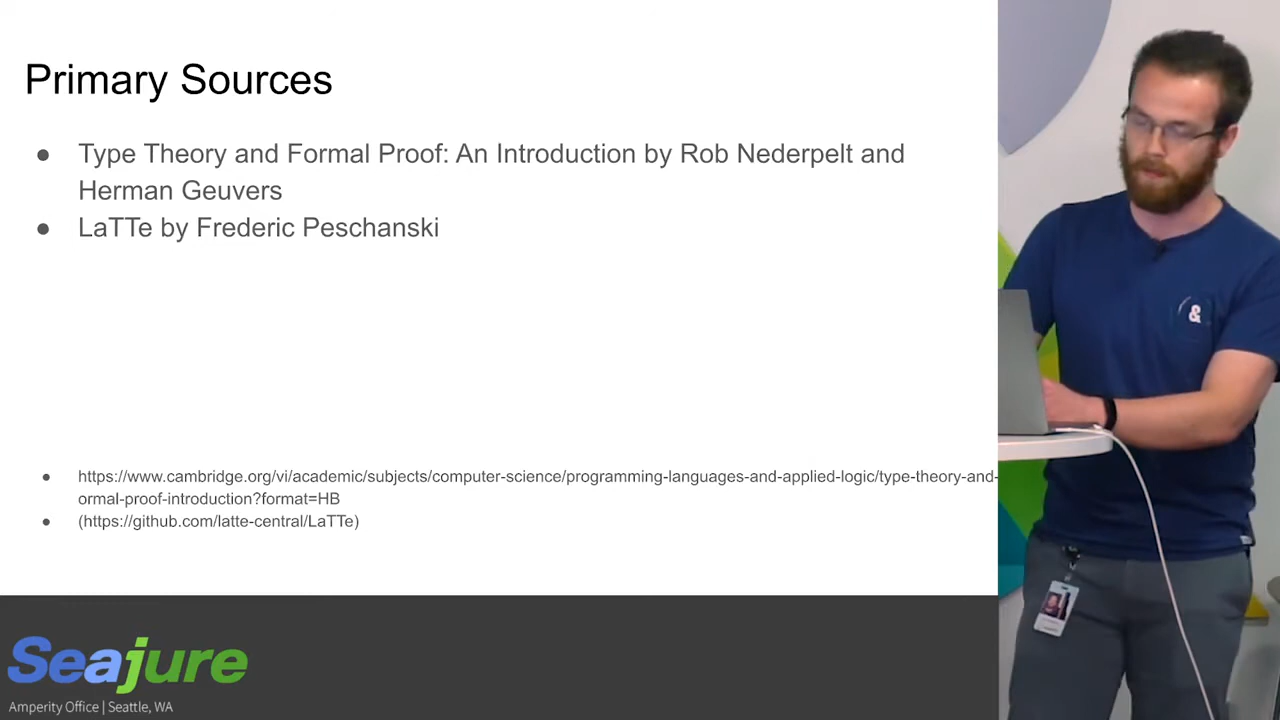 Primary Sources
● Type Theory and Formal Proof: An Introduction by Rob Nederpelt and
Herman Geuvers
● LaTTe by Frederic Peschanski
● https://www.cambridge.org/vi/academic/subjects/computer-science/programming-languages-and-applied-logic/type-theory-and-
ormal-proof-introduction?format=HB
● (https://github.com/latte-central/LaTTe)
&
Seajure
Amperity Office | Seattle, WA